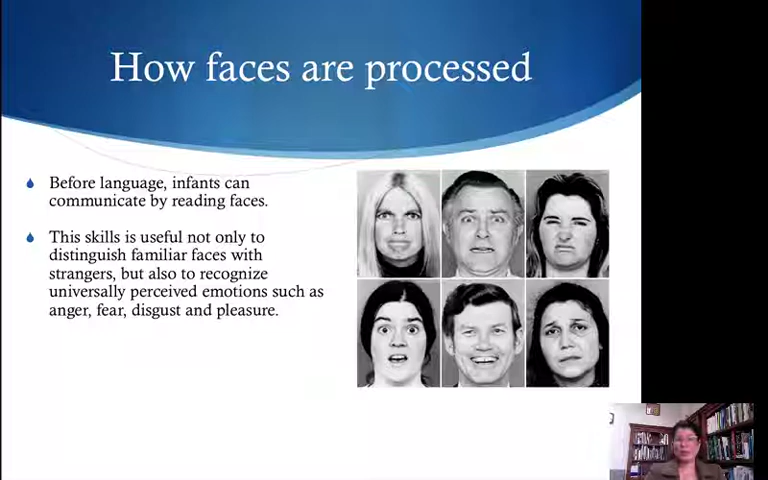 How faces are processed
Before language, infants can
communicate by reading faces.
This skills is useful not only to
distinguish familiar faces with
strangers, but also to recognize
universally perceived emotions such as
anger, fear, disgust and pleasure.